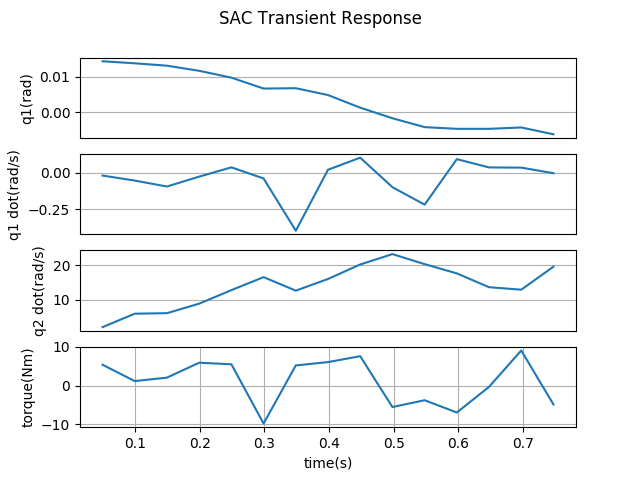 SAC Transient Response
q1(rad)
0.01
0.00
q1 dot(rad/s)
0.00
−0.25
q2 dot(rad/s)
20
10
torque(Nm)
10
0
−10
0.1 0.2 0.3 0.4 0.5 0.6 0.7
time(s)